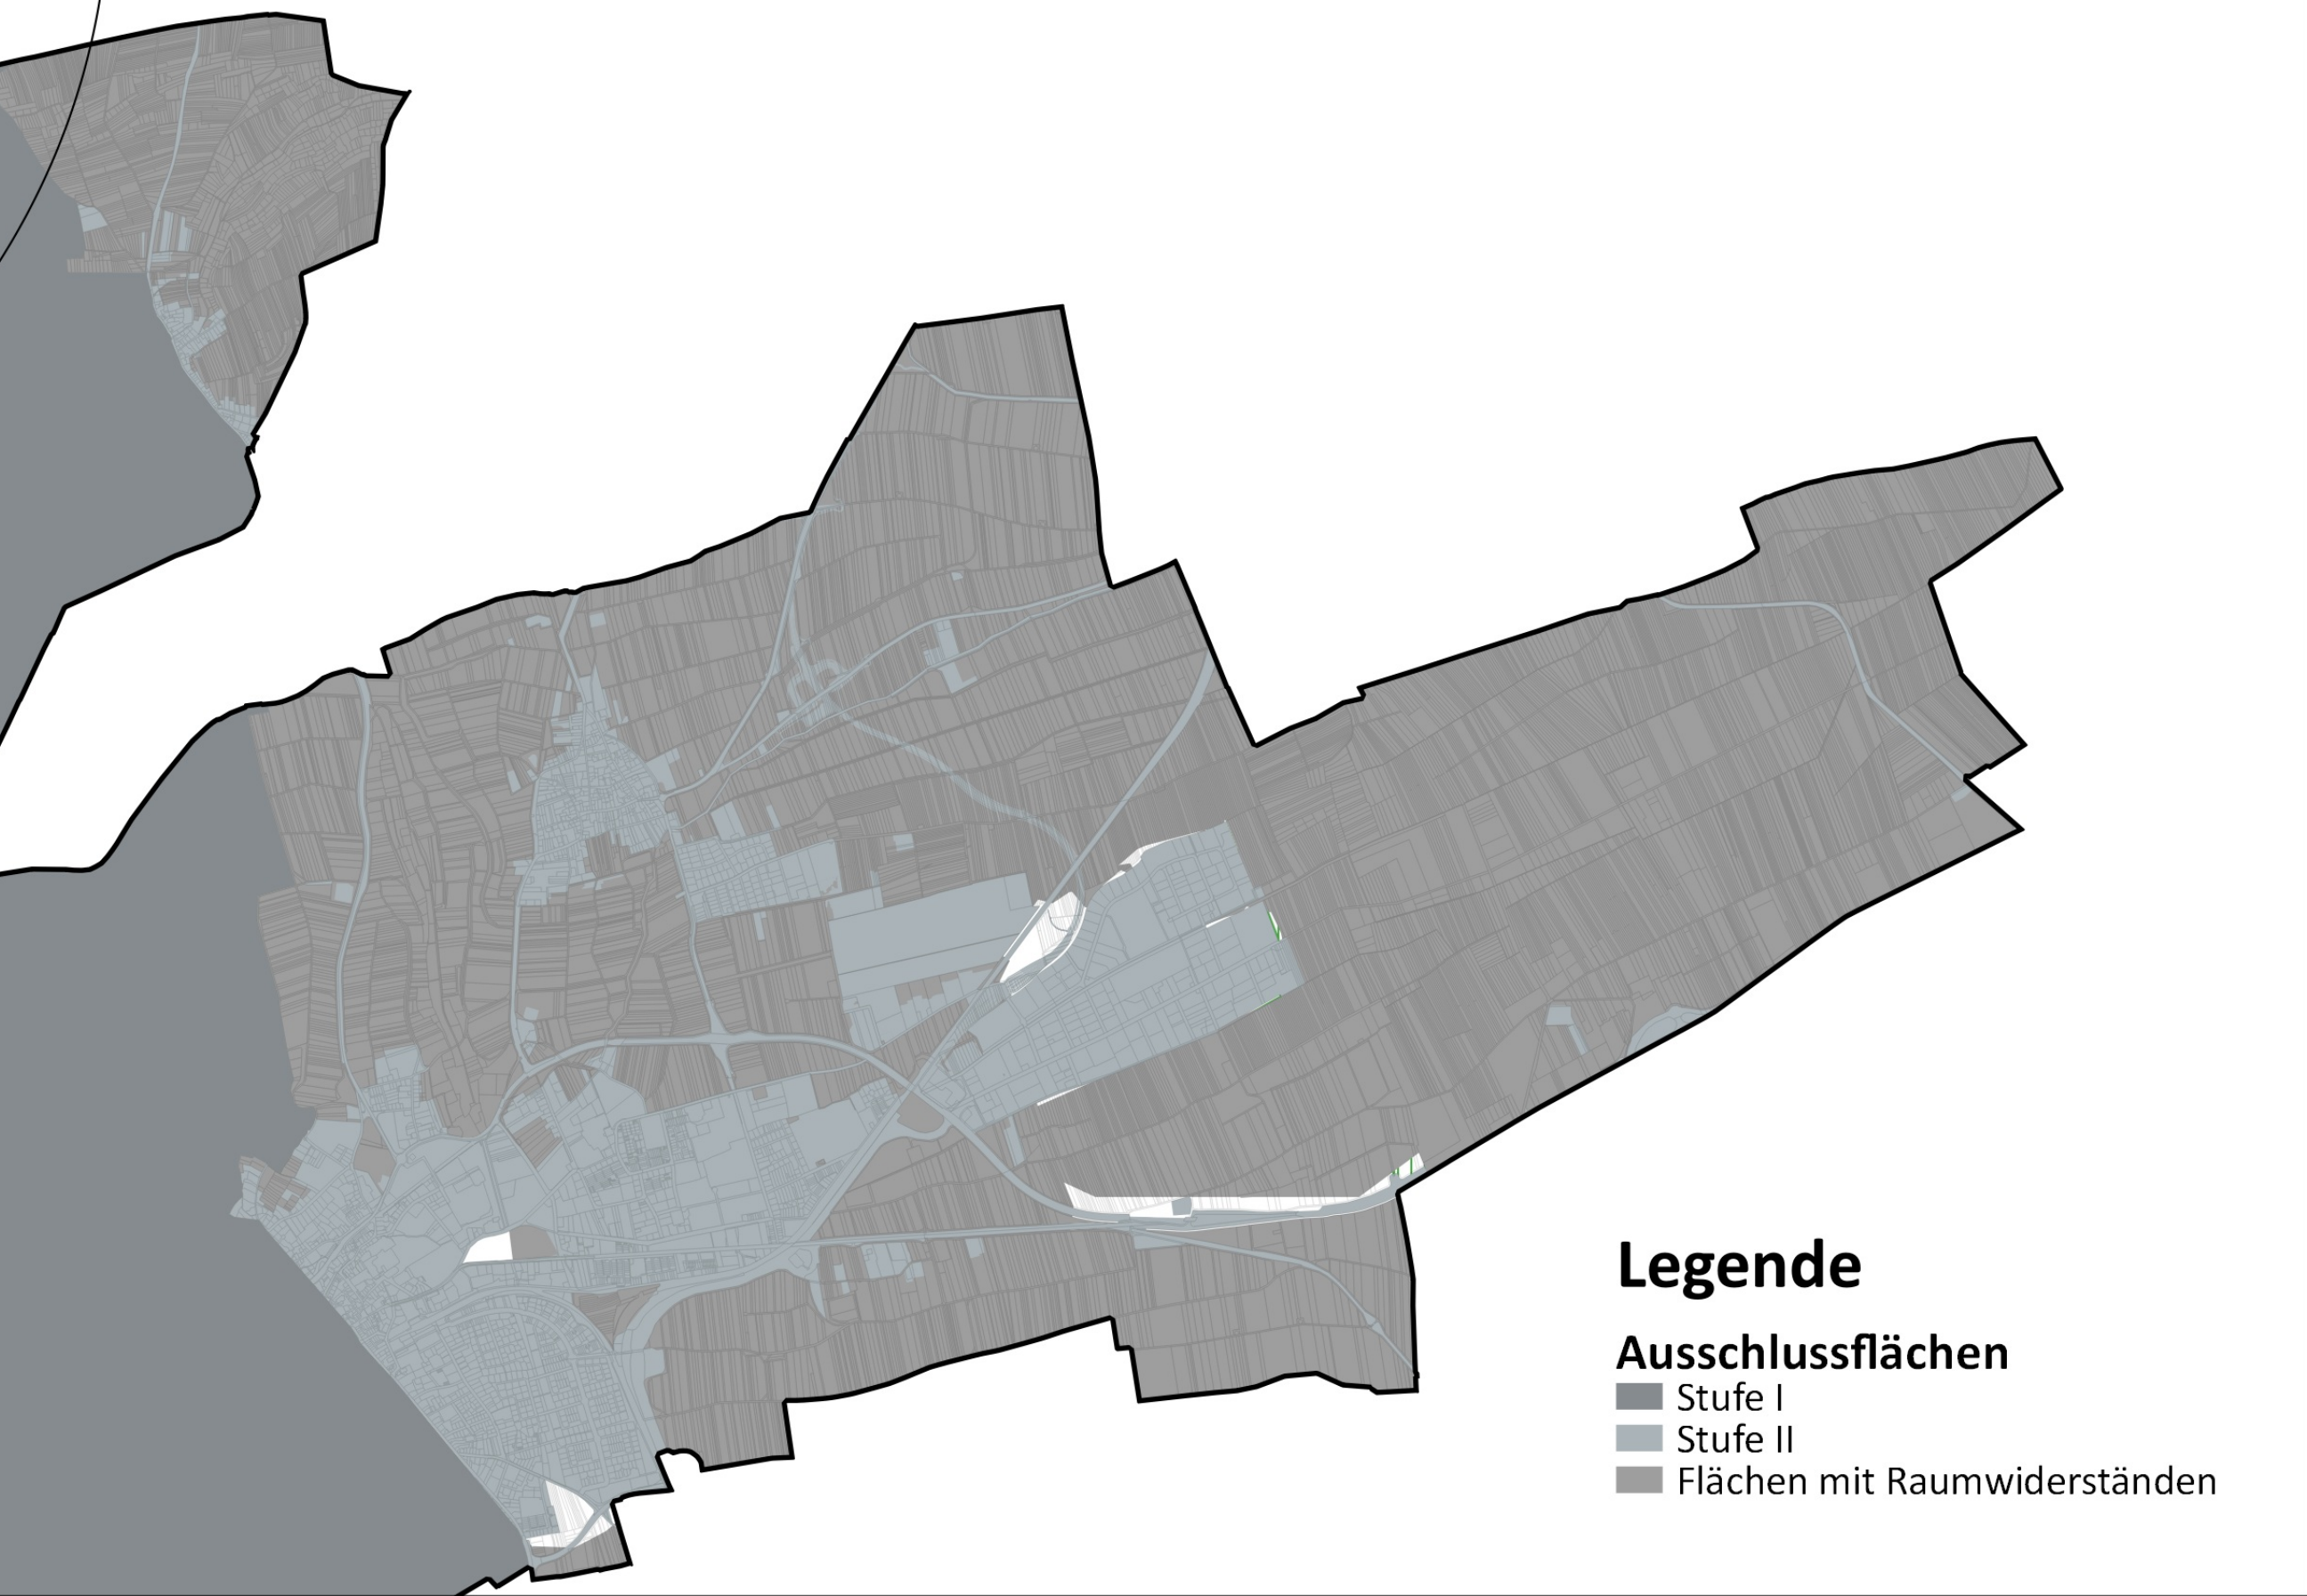 Legende
Ausschlussflächen
Stufe I
Stufe II
Flächen mit Raumwiderständen